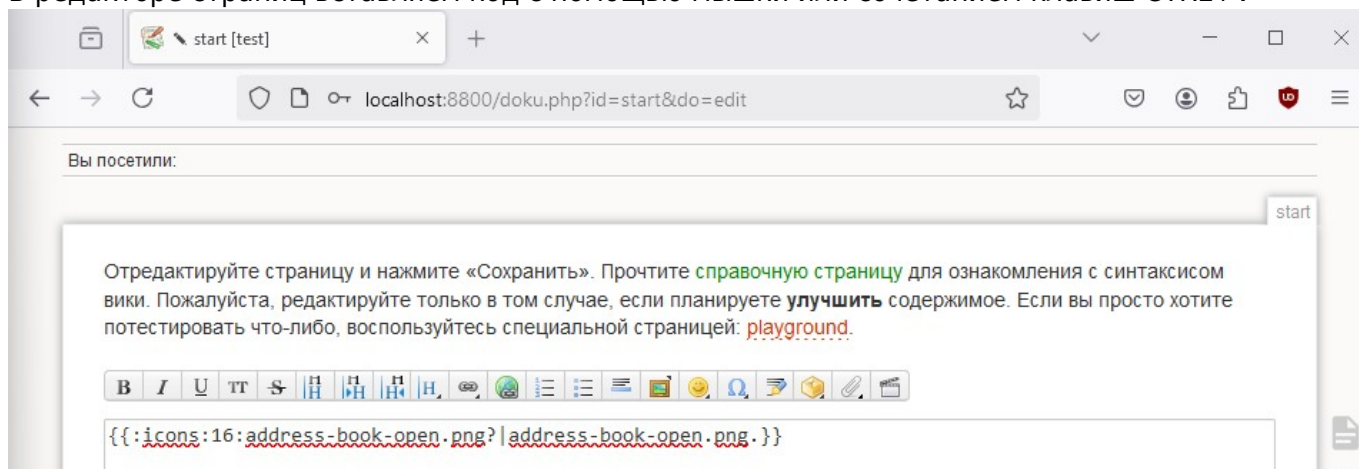 start [test]
localhost:8800/doku.php?id=start&do=edit
Вы посетили:
start
Отредактируйте страницу и нажмите «Сохранить». Прочтите справочную страницу для ознакомления с синтаксисом
вики. Пожалуйста, редактируйте только в том случае, если планируете улучшить содержимое. Если вы просто хотите
потестировать что-либо, воспользуйтесь специальной страницей: playground.
B I U TT S H H H H
{{:icons:16:address-book-open.png?|address-book-open.png.}}